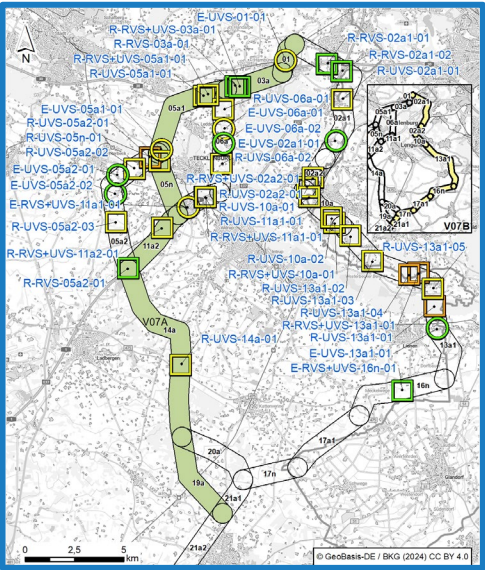 E-UVS-01-01
R-RVS+UVS-03a-01
R-UVS-03a-01
R-RVS+UVS-05a1-01
R-UVS-05a1-01
R-RVS+UVS-02a1-01
R-UVS-02a1-02
R-UVS-02a1-01
01
03a
05a1
R-UVS-06a-01
E-UVS-06a-01
E-UVS-06a-02
E-UVS-02a1-01
R-UVS-06a-02
02a1
E-UVS-05a1-01
R-UVS-05a2-01
R-UVS-05n-01
R-UVS-05a2-02
E-UVS-05a2-01
E-UVS-05a2-02
R-RVS+UVS-11a1-01
R-UVS-05a2-03
R-RVS+UVS-11a2-01
R-RVS-05a2-01
06a
05n
05a2
11a2
R-RVS+UVS-02a2-01
R-UVS-02a2-01
R-UVS-10a-01
R-UVS-11a1-01
R-RVS+UVS-11a1-01
02a2
10a
R-UVS-10a-02
R-RVS+UVS-10a-01
R-UVS-13a1-02
R-UVS-13a1-03
R-UVS-13a1-04
R-RVS+UVS-13a1-01
R-UVS-13a1-01
E-UVS-13a1-01
E-RVS+UVS-16n-01
R-UVS-13a1-05
13a1
V07A
14a
R-UVS-14a-01
Ladbergen
16n
17a1
17n
20a
19a
21a1
21a2
Glandorf
V07B
N
0 2,5 5
km
© GeoBasis-DE / BKG (2024) CC BY 4.0